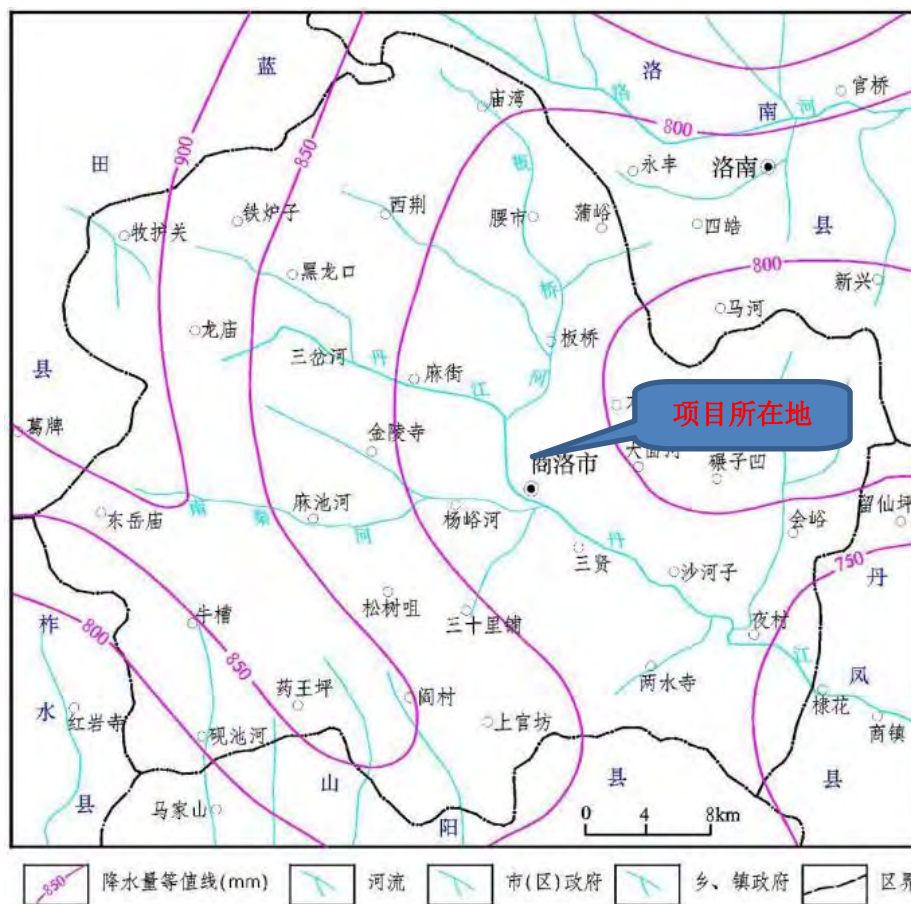 蓝
洛
官桥
庙湾
洛
南
河
800
900
850
板
田
永丰
洛南
西荆
铁炉子
腰市
蒲峪
四皓
县
牧护关
800
黑龙口
桥
新兴
马河
龙庙
板桥
三岔河
丹
县
麻街
江
河
项目所在地
葛牌
金陵寺
商洛市
碾子凹
南
麻池河
杨峪河
留仙坪
东岳庙
秦
会峪
河
丹
三贤
750
沙河子
丹
松树咀
柞
牛槽
三十里铺
800
夜村
850
江
两水寺
凤
药王坪
阎村
棣花
水
红岩寺
上官坊
商镇
砚池河
山
县
县
县
马家山
0 4 8km
阳
850 降水量等值线(mm) 河流 市(区)政府 乡、镇政府 区界